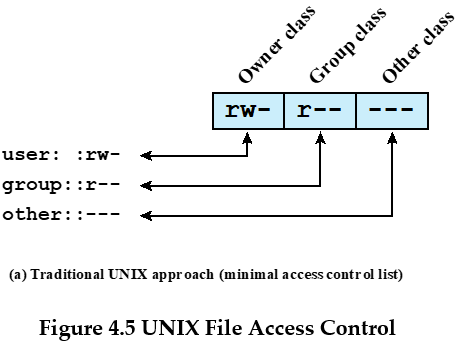 Owner class
Group class
Other class
rw- r-- ---
user: :rw-
group::r--
other::---
(a) Traditional UNIX approach (minimal access control list)
Figure 4.5 UNIX File Access Control